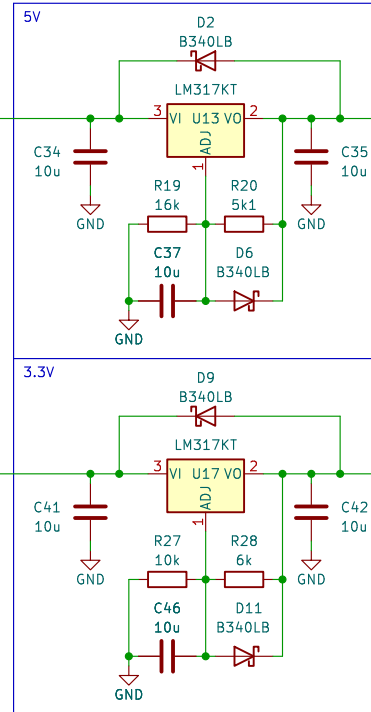 5V
D2
B340LB
LM317KT
3 VI U13 VO 2
ADJ
1
C34
10u
C35
10u
GND
GND
R19
16k
R20
5k1
C37
10u
D6
B340LB
GND
3.3V
D9
B340LB
LM317KT
3 VI U17 VO 2
ADJ
1
C41
10u
C42
10u
GND
GND
R27
10k
R28
6k
C46
10u
D11
B340LB
GND